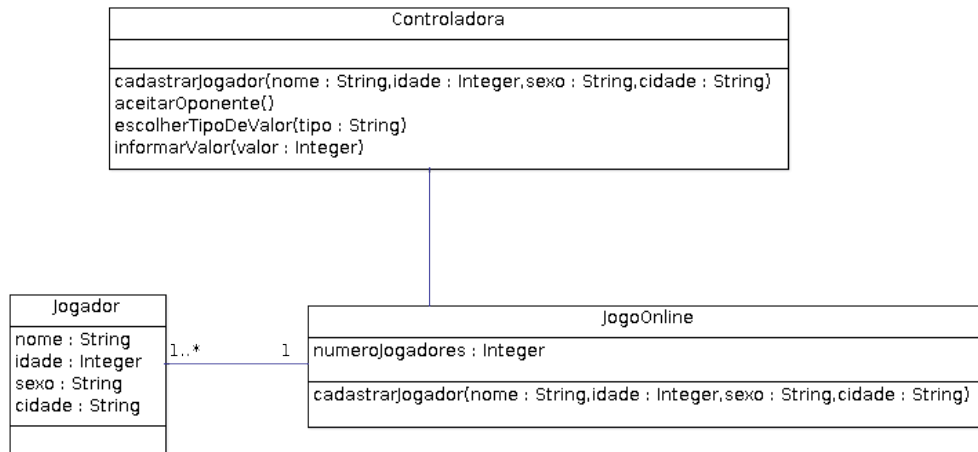 Controladora
cadastrarJogador(nome : String,idade : Integer,sexo : String,cidade : String)
aceitarOponente()
escolherTipoDeValor(tipo : String)
informarValor(valor : Integer)
Jogador
nome : String
idade : Integer
sexo : String
cidade : String
1..*
1
JogoOnline
numeroJogadores : Integer
cadastrarJogador(nome : String,idade : Integer,sexo : String,cidade : String)